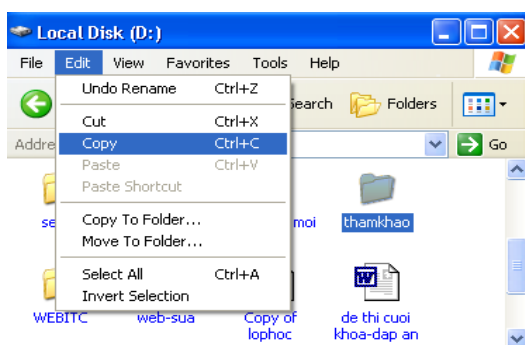 Local Disk (D:)
File Edit View Favorites Tools Help
Undo Rename Ctrl+Z
Search Folders
Cut Ctrl+X
Copy Ctrl+C
Go
Paste Ctrl+V
Paste Shortcut
Copy To Folder...
moi thamkhao
Move To Folder...
Select All Ctrl+A
Invert Selection
WEBITC web-sua Copy of de thi cuoi
lophoc khoa-dap an